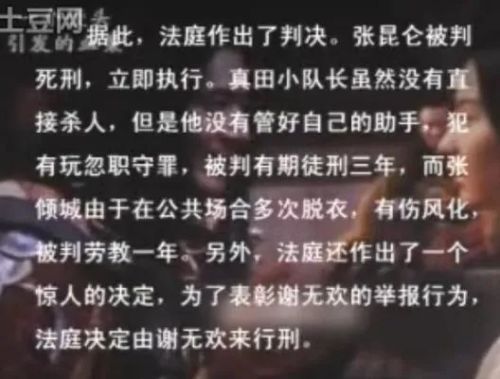 土豆网
引发的血案
据此，法庭作出了判决。张昆仑被判
死刑，立即执行。真田小队长虽然没有直
接杀人，但是他没有管好自己的助手，犯
有玩忽职守罪，被判有期徒刑三年，而张
倾城由于在公共场合多次脱衣，有伤风化，
被判劳教一年。另外，法庭还作出了一个
惊人的决定，为了表彰谢无欢的举报行为，
法庭决定由谢无欢来行刑。